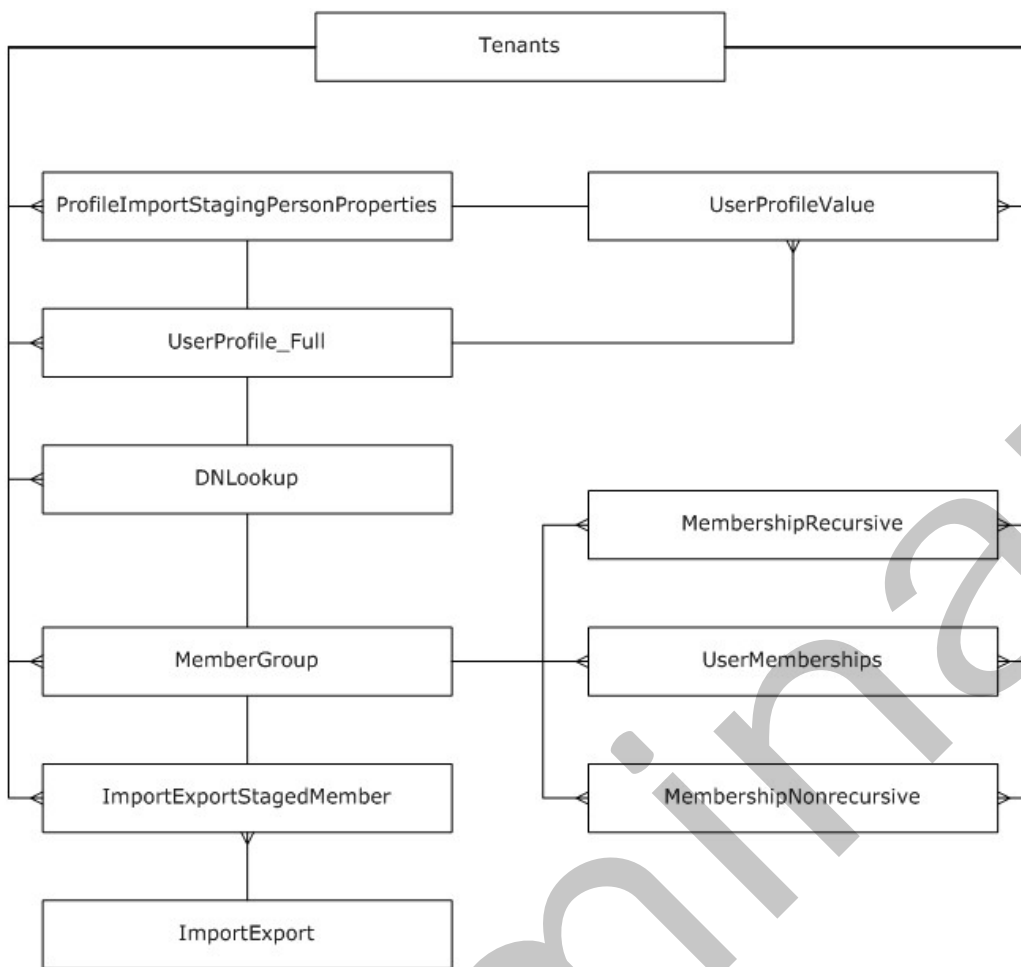 Tenants
ProfileImportStagingPersonProperties
UserProfileValue
UserProfile_Full
DNLookup
MembershipRecursive
MemberGroup
UserMemberships
ImportExportStagedMember
MembershipNonrecursive
ImportExport